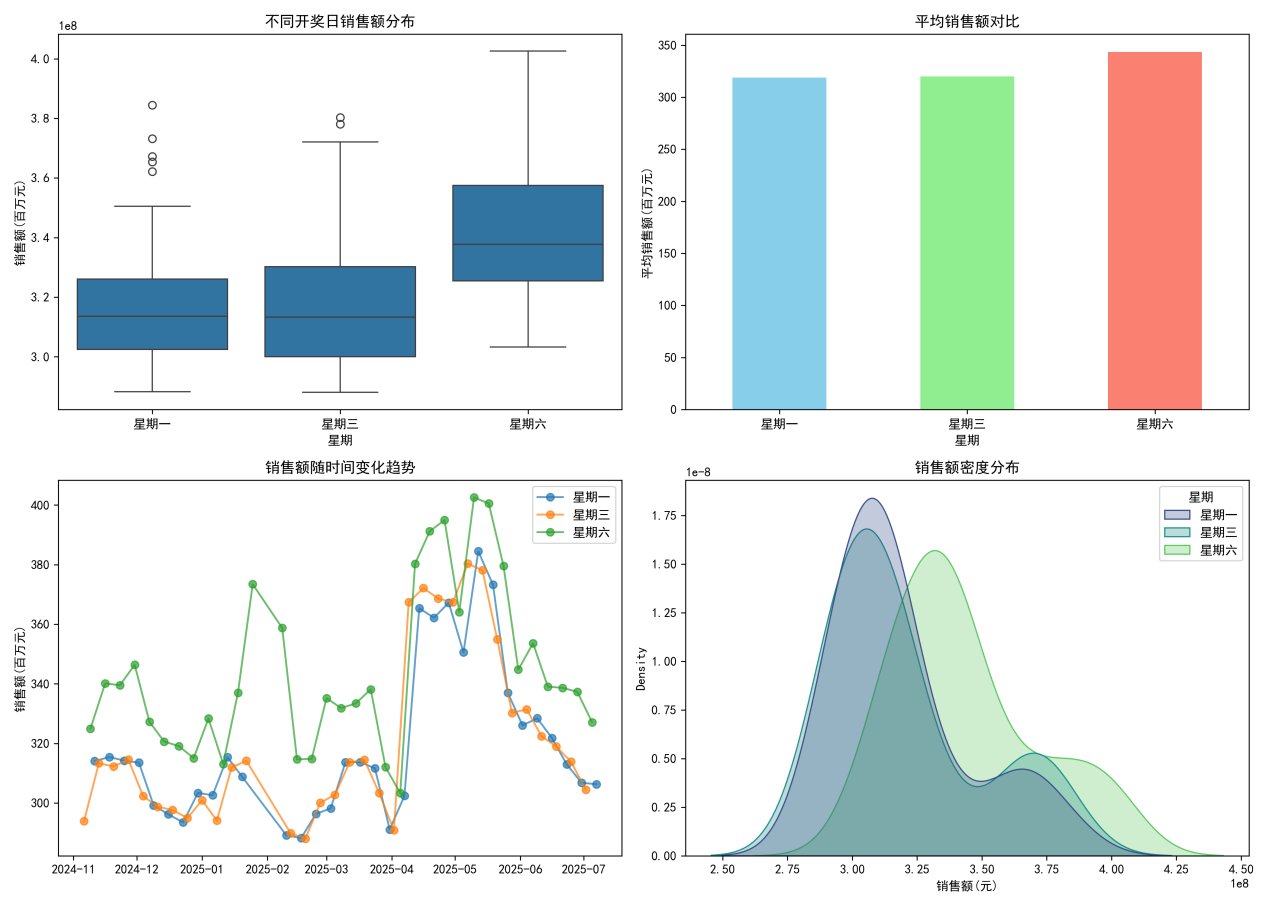 不同开奖日销售额分布
1e8
4.0
3.8
3.6
3.4
3.2
3.0
销售额(百万元)
星期一 星期三 星期六
星期
平均销售额对比
350
300
250
200
150
100
50
0
平均销售额(百万元)
星期一 星期三 星期六
星期
销售额随时间变化趋势
400
380
360
340
320
300
销售额(百万元)
星期一
星期三
星期六
2024-11 2024-12 2025-01 2025-02 2025-03 2025-04 2025-05 2025-06 2025-07
销售额密度分布
1e-8
1.75
1.50
1.25
1.00
0.75
0.50
0.25
0.00
Density
星期
星期一
星期三
星期六
2.50 2.75 3.00 3.25 3.50 3.75 4.00 4.25 4.50
1e8
销售额(元)